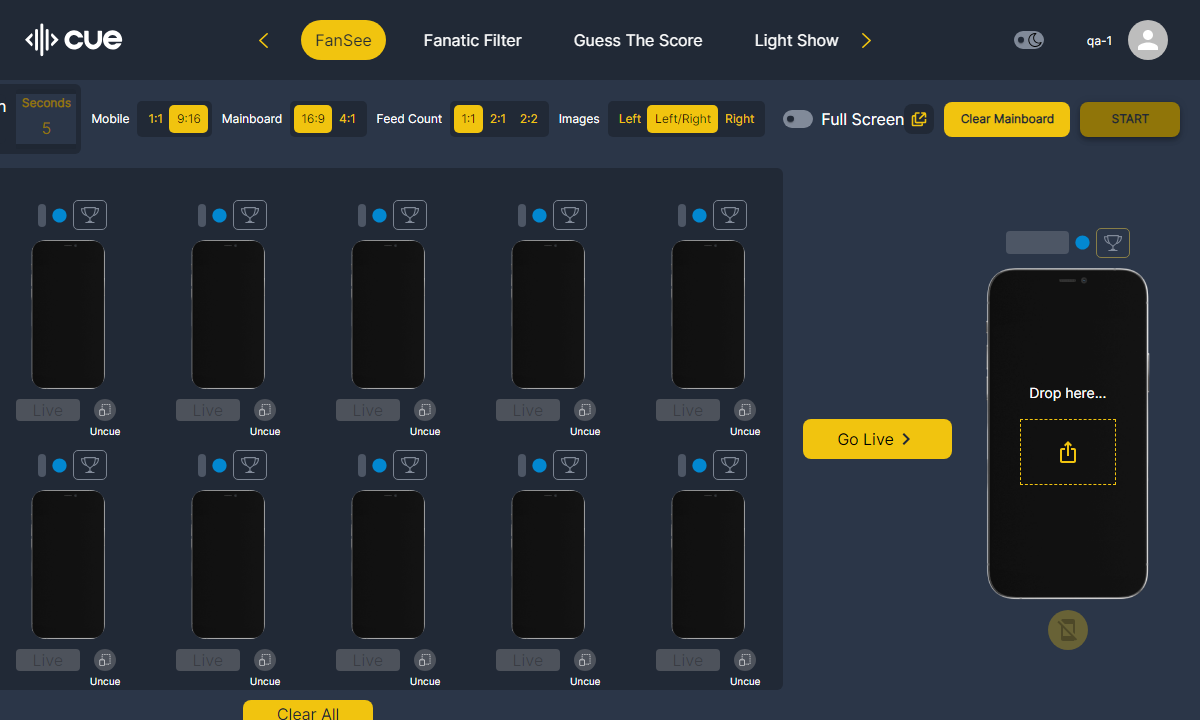 cue
FanSee
Fanatic Filter
Guess The Score
Light Show
qa-1
n
Seconds
5
Mobile
1:1
9:16
Mainboard
16:9
4:1
Feed Count
1:1
2:1
2:2
Images
Left
Left/Right
Right
Full Screen
Clear Mainboard
START
Live
Live
Live
Live
Live
Uncue
Uncue
Uncue
Uncue
Uncue
Go Live
Drop here...
Live
Live
Live
Live
Live
Uncue
Uncue
Uncue
Uncue
Uncue
Clear All